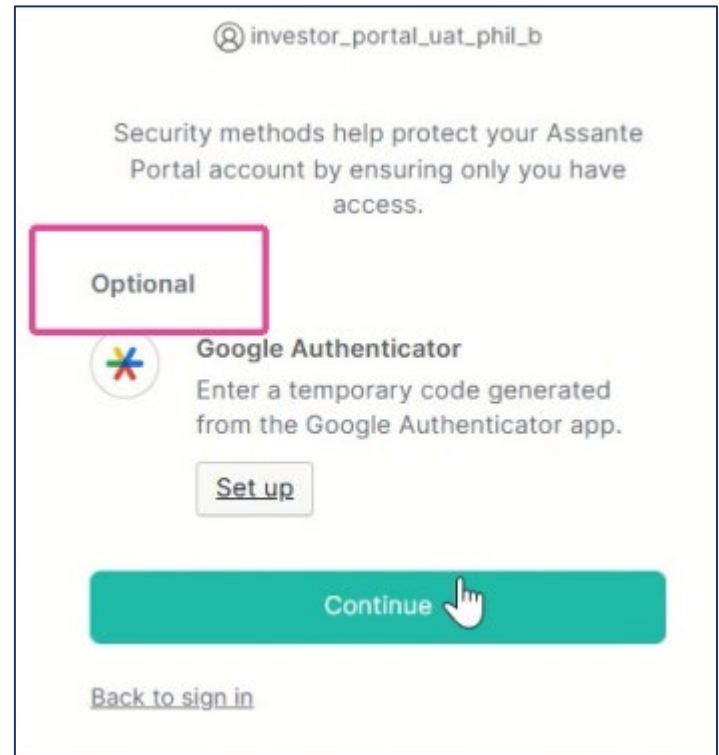 investor_portal_uat_phil_b
Security methods help protect your Assante
Portal account by ensuring only you have
access.
Optional
Google Authenticator
Enter a temporary code generated
from the Google Authenticator app.
Set up
Continue
Back to sign in